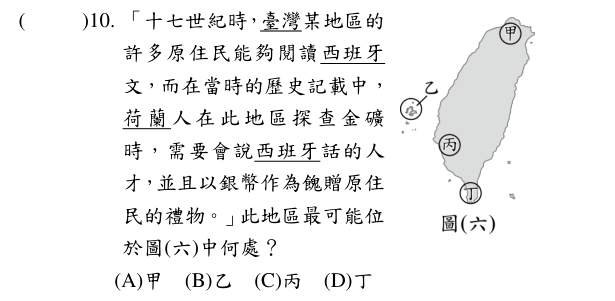 (　　)10. 「十七世紀時，臺灣某地區的
許多原住民能夠閱讀西班牙
文，而在當時的歷史記載中，
荷蘭人在此地區探查金礦
時，需要會說西班牙話的人
才，並且以銀幣作為餽贈原住
民的禮物。」此地區最可能位
於圖(六)中何處？
(A)甲　(B)乙　(C)丙　(D)丁
甲
乙
丙
丁
圖(六)